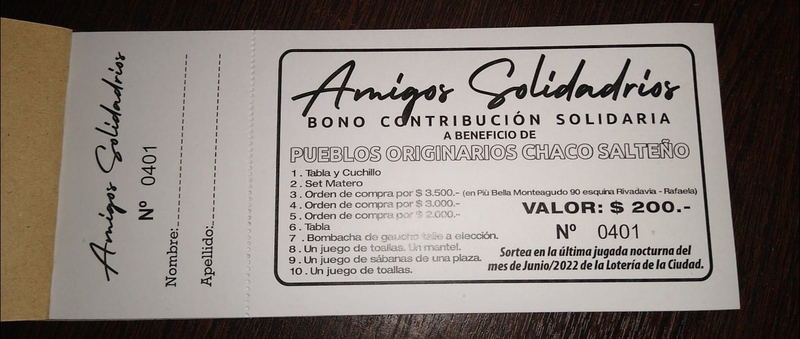 Amigos Solidadrios
Nº 0401
Nombre:
Apellido:
Amigos Solidadrios
BONO CONTRIBUCIÓN SOLIDARIA
A BENEFICIO DE
PUEBLOS ORIGINARIOS CHACO SALTEÑO
1 . Tabla y Cuchillo
2 . Set Matero
3 . Orden de compra por $ 3.500.- (en Più Bella Monteagudo 90 esquina Rivadavia - Rafaela)
4 . Orden de compra por $ 3.000.-
5 . Orden de compra por $ 2.000.-
6 . Tabla
7 . Bombacha de gaucho talle a elección.
8 . Un juego de toallas. Un mantel.
9 . Un juego de sábanas de una plaza.
10 . Un juego de toallas.
VALOR: $ 200.-
Nº 0401
Sortea en la última jugada nocturna del
mes de Junio/2022 de la Lotería de la Ciudad.